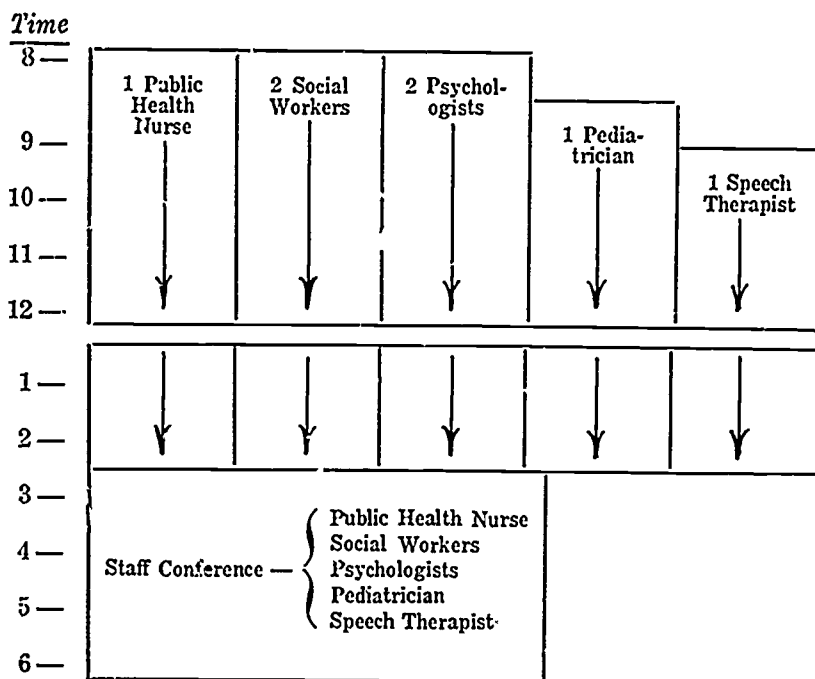 Time
8 —
1 Public
Health
Nurse
2 Social
Workers
2 Psychol-
ogists
9 —
1 Pedia-
trician
10 —
1 Speech
Therapist
11 —
12 —
1 —
2 —
3 —
4 —
5 —
6 —
Staff Conference —
Public Health Nurse
Social Workers
Psychologists
Pediatrician
Speech Therapist